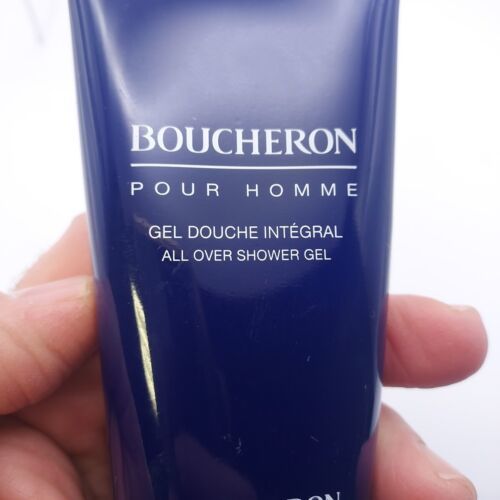 BOUCHERON
POUR HOMME
GEL DOUCHE INTÉGRAL
ALL OVER SHOWER GEL